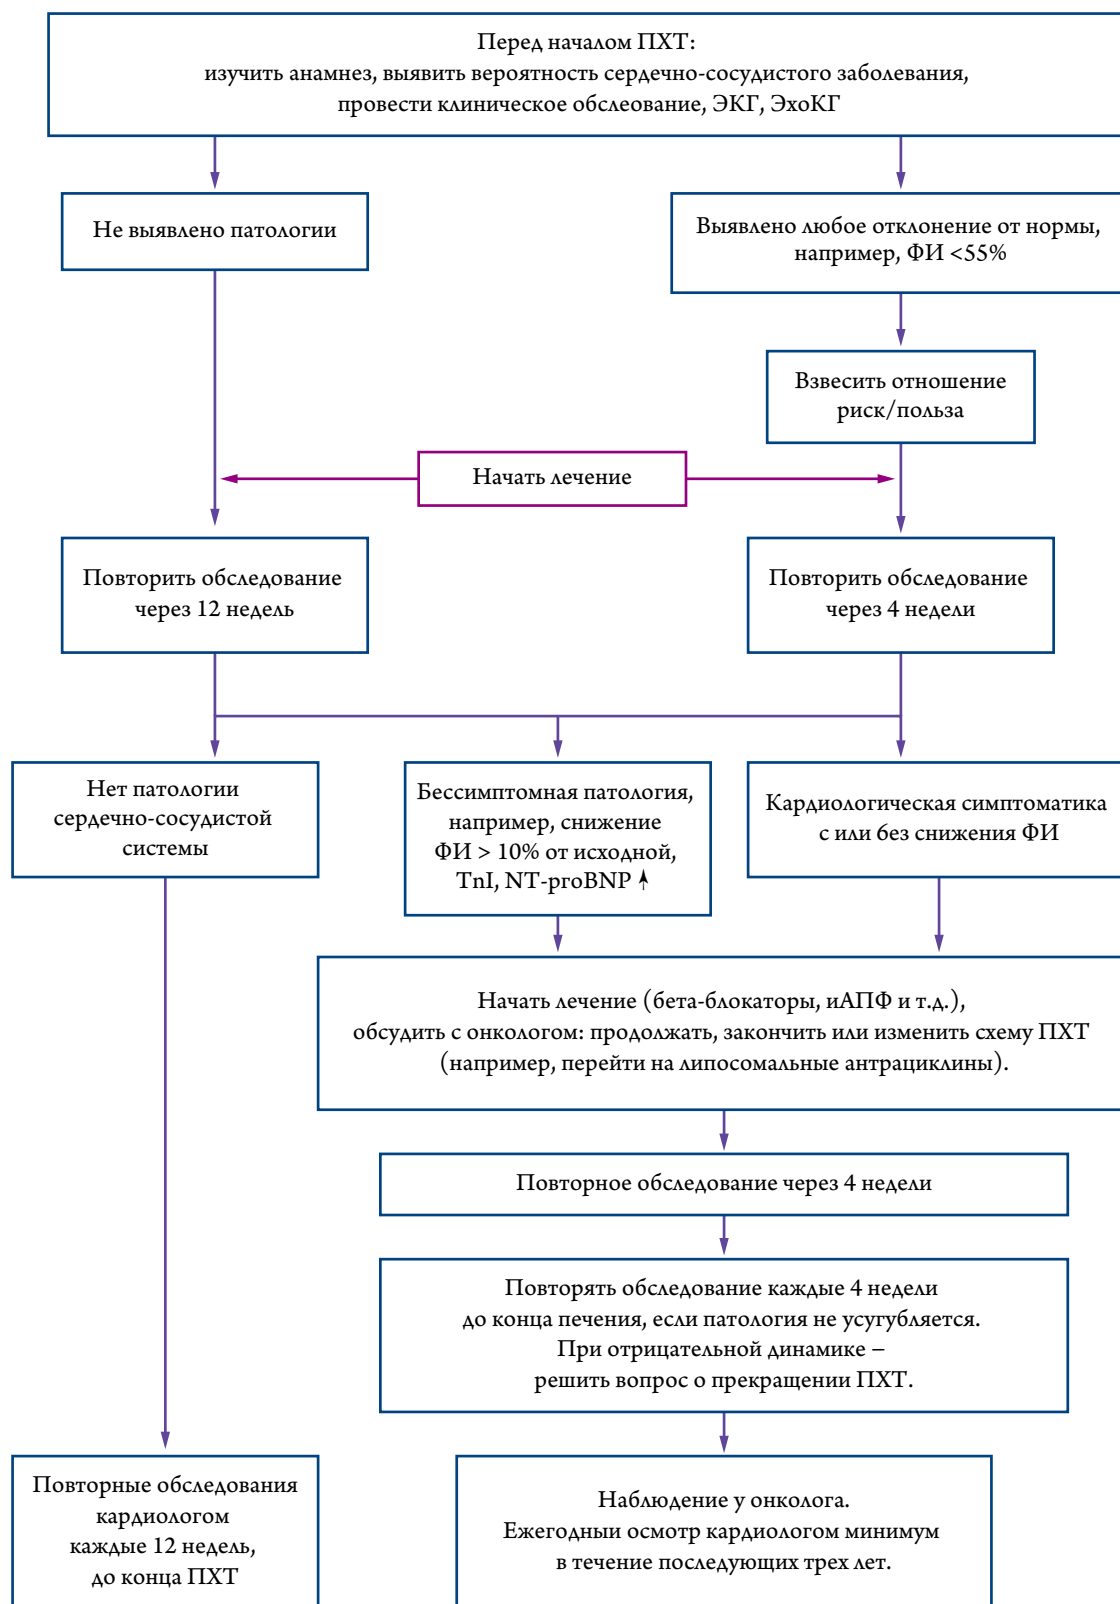 Перед началом ПХТ:
изучить анамнез, выявить вероятность сердечно-сосудистого заболевания,
провести клиническое обслеование, ЭКГ, ЭхоКГ
Не выявлено патологии
Выявлено любое отклонение от нормы,
например, ФИ <55%
Взвесить отношение
риск/польза
Начать лечение
Повторить обследование
через 12 недель
Повторить обследование
через 4 недели
Нет патологии
сердечно-сосудистой
системы
Бессимптомная патология,
например, снижение
ФИ > 10% от исходной,
TnI, NT-proBNP ↑
Кардиологическая симптоматика
с или без снижения ФИ
Начать лечение (бета-блокаторы, иАПФ и т.д.),
обсудить с онкологом: продолжать, закончить или изменить схему ПХТ
(например, перейти на липосомальные антрациклины).
Повторное обследование через 4 недели
Повторять обследование каждые 4 недели
до конца печения, если патология не усугубляется.
При отрицательной динамике –
решить вопрос о прекращении ПХТ.
Повторные обследования
кардиологом
каждые 12 недель,
до конца ПХТ
Наблюдение у онколога.
Ежегодныи осмотр кардиологом минимум
в течение последующих трех лет.